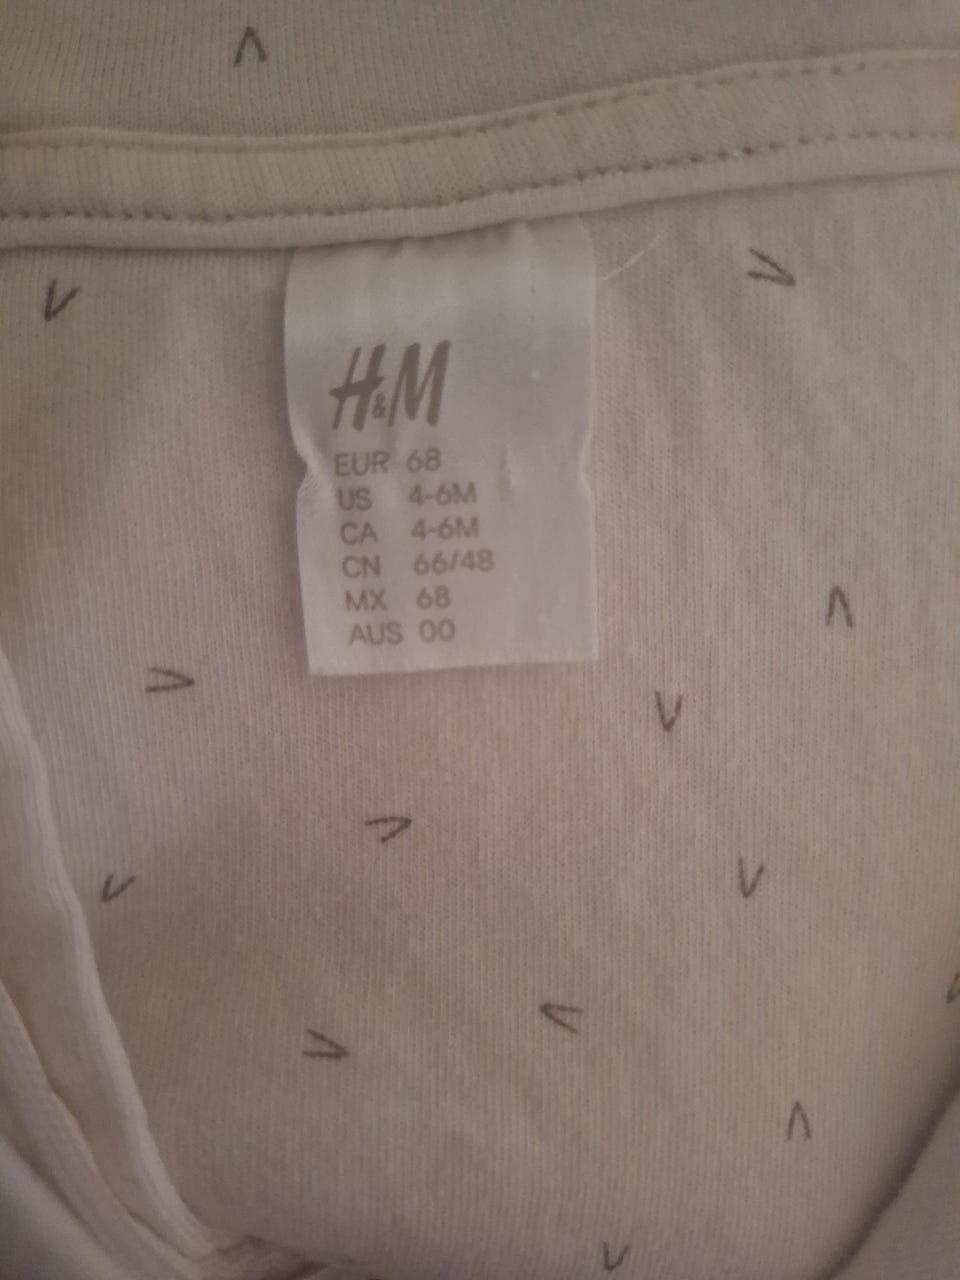 H&M
EUR 68
US 4-6M
CA 4-6M
CN 66/48
MX 68
AUS 00